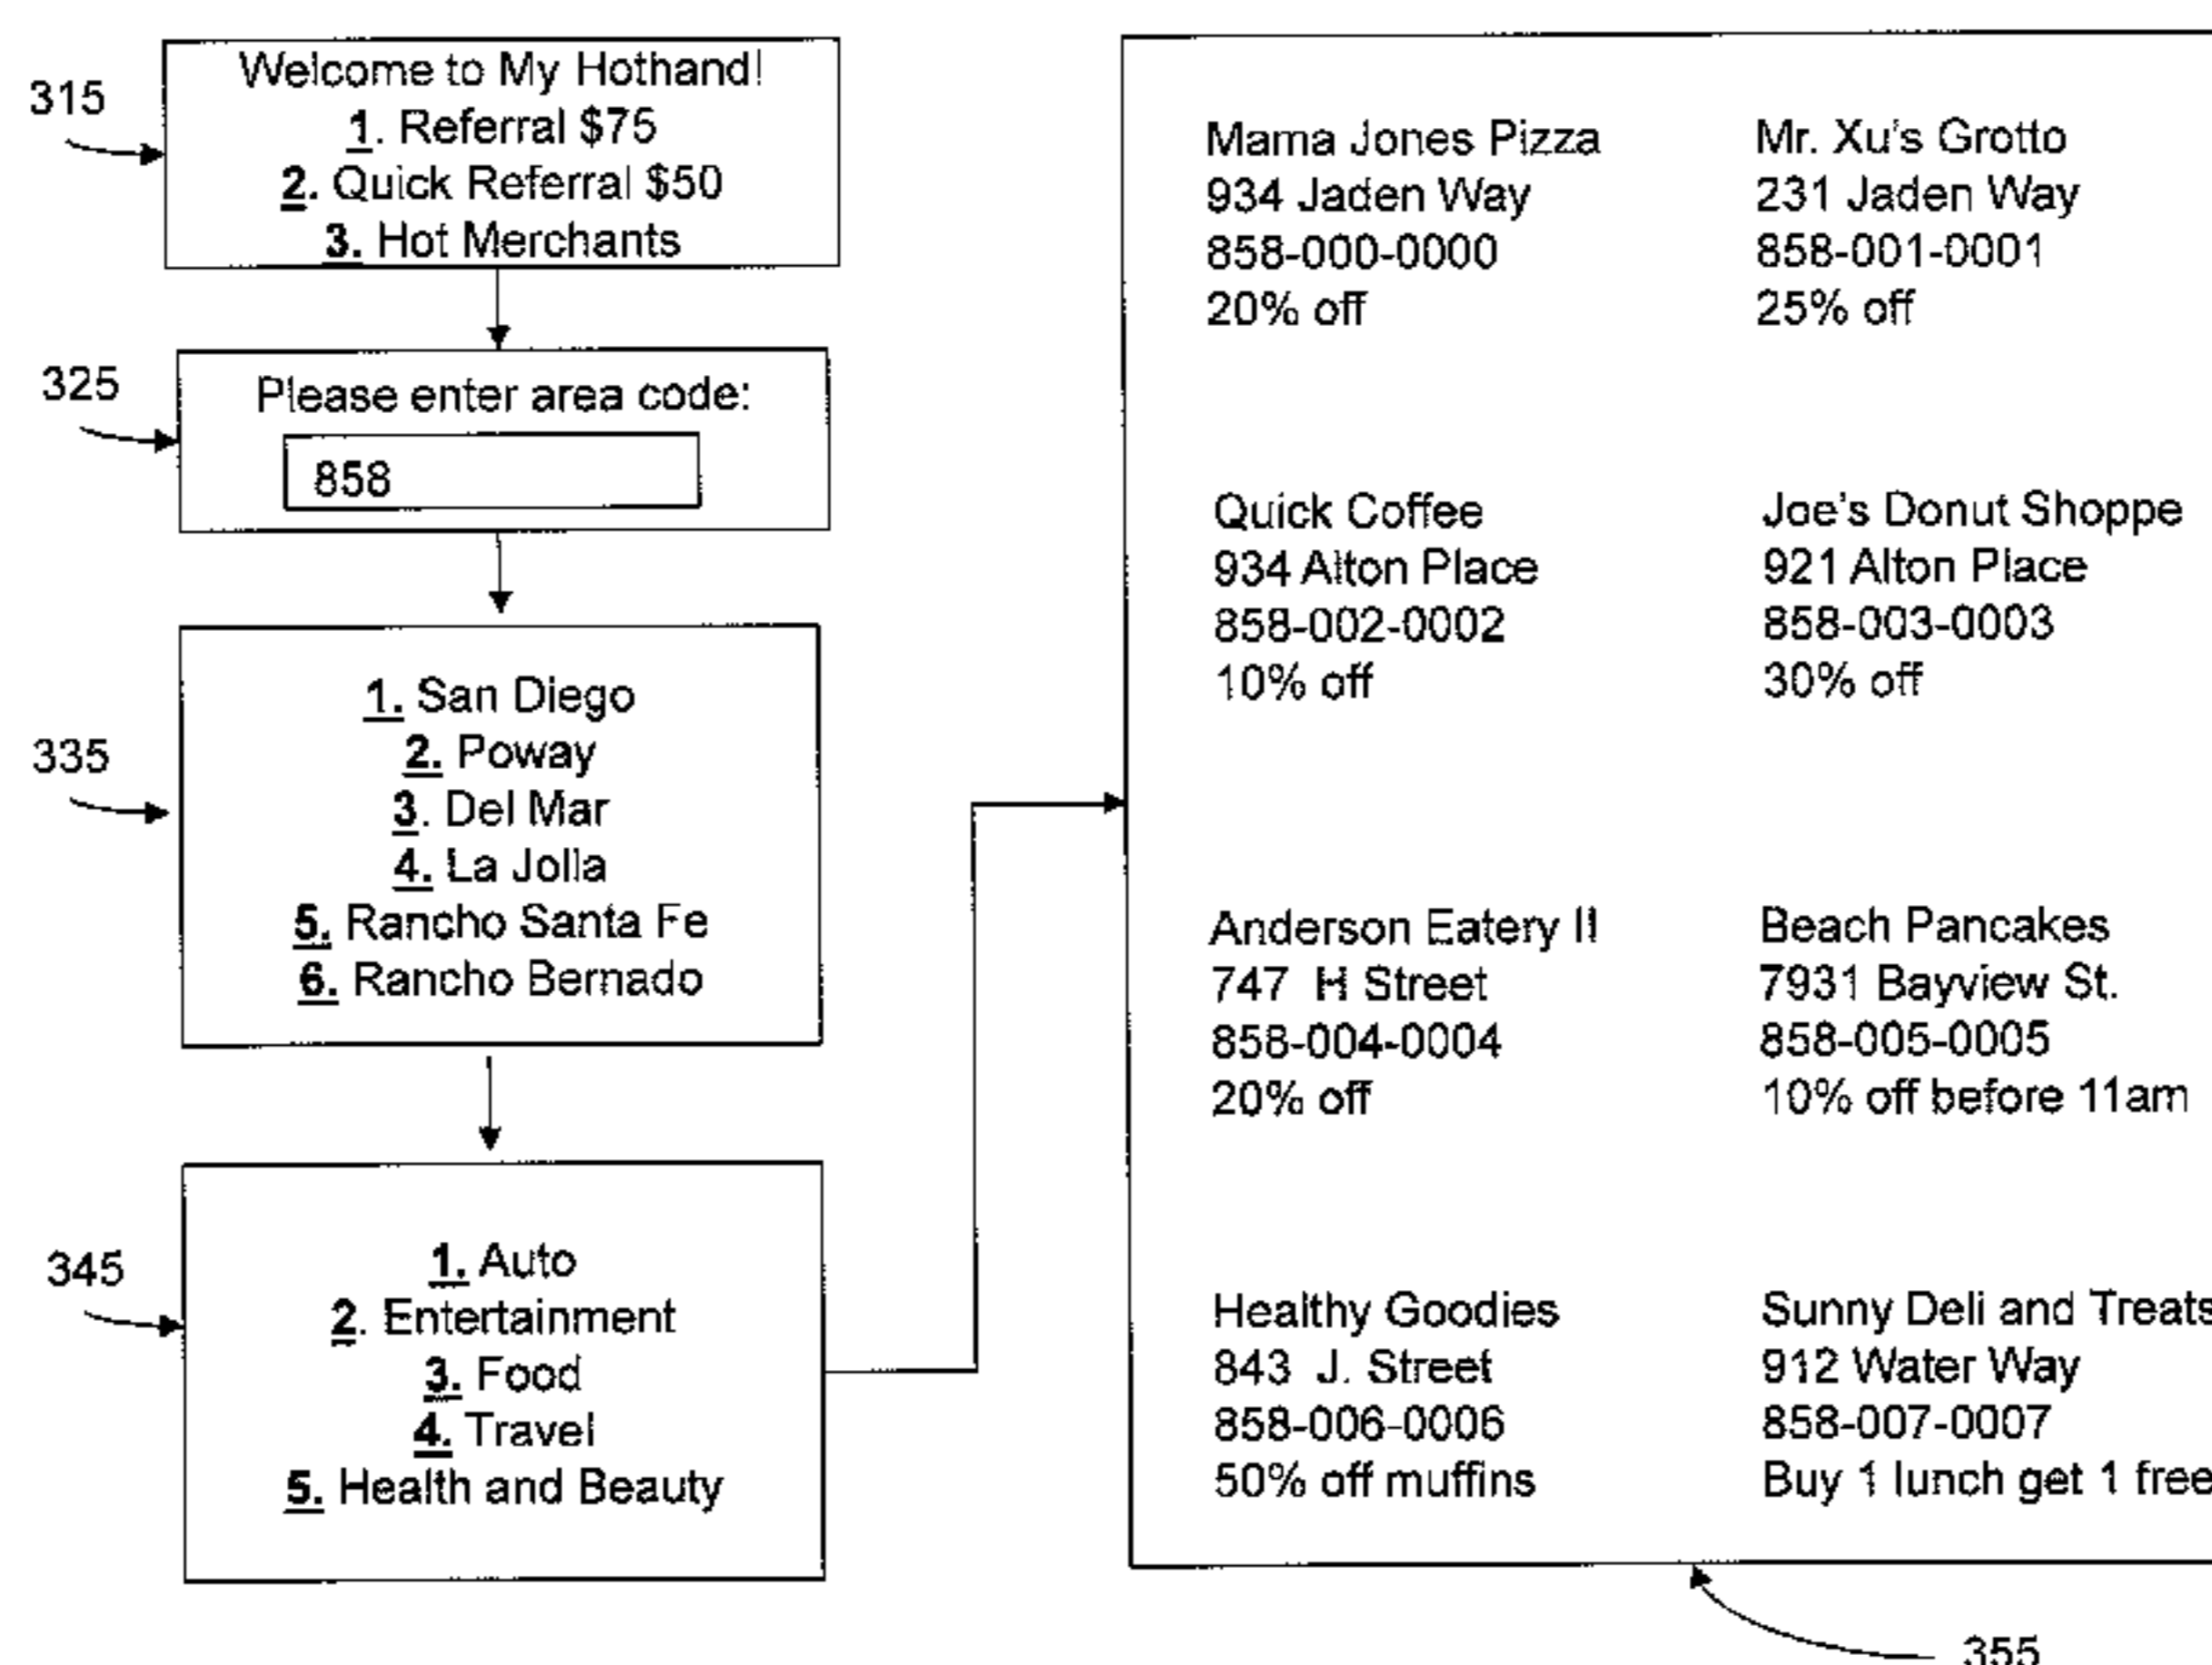 315
Welcome to My Hothand!
1. Referral $75
2. Quick Referral $50
3. Hot Merchants
325
Please enter area code:
858
335
1. San Diego
2. Poway
3. Del Mar
4. La Jolla
5. Rancho Santa Fe
6. Rancho Bernado
345
1. Auto
2. Entertainment
3. Food
4. Travel
5. Health and Beauty
Mama Jones Pizza
934 Jaden Way
858-000-0000
20% off
Mr. Xu's Grotto
231 Jaden Way
858-001-0001
25% off
Quick Coffee
934 Alton Place
858-002-0002
10% off
Joe's Donut Shoppe
921 Alton Place
858-003-0003
30% off
Anderson Eatery II
747 H Street
858-004-0004
20% off
Beach Pancakes
7931 Bayview St.
858-005-0005
10% off before 11am
Healthy Goodies
843 J. Street
858-006-0006
50% off muffins
Sunny Deli and Treats
912 Water Way
858-007-0007
Buy 1 lunch get 1 free
355